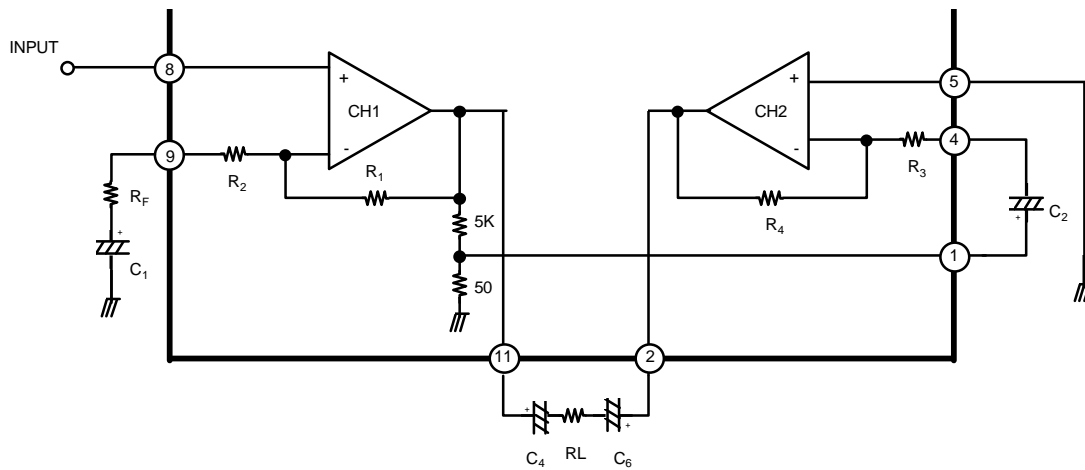 INPUT
8
+
CH1
-
9
R2
R1
RF
+
C1
5K
50
+
CH2
-
5
4
R3
R4
+
C2
1
11
2
+
+
C4
RL
C6